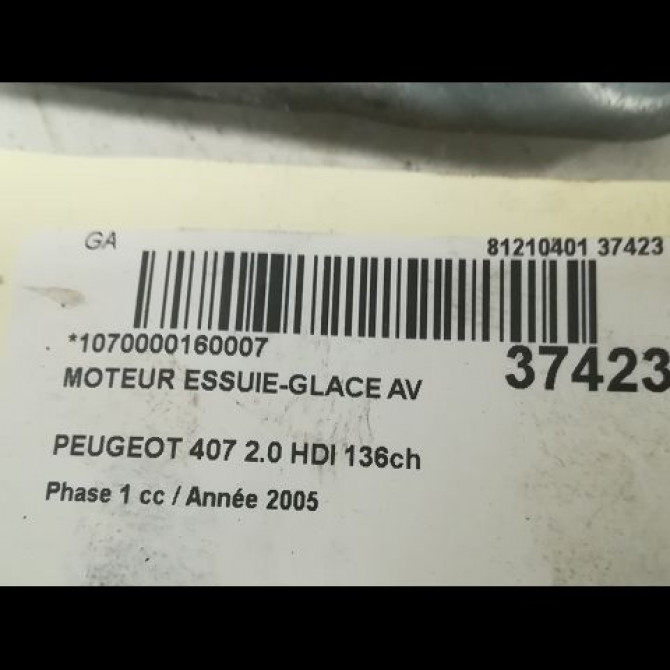 GA 81210401 37423
*1070000160007 37423
MOTEUR ESSUIE-GLACE AV
PEUGEOT 407 2.0 HDI 136ch
Phase 1 cc / Année 2005